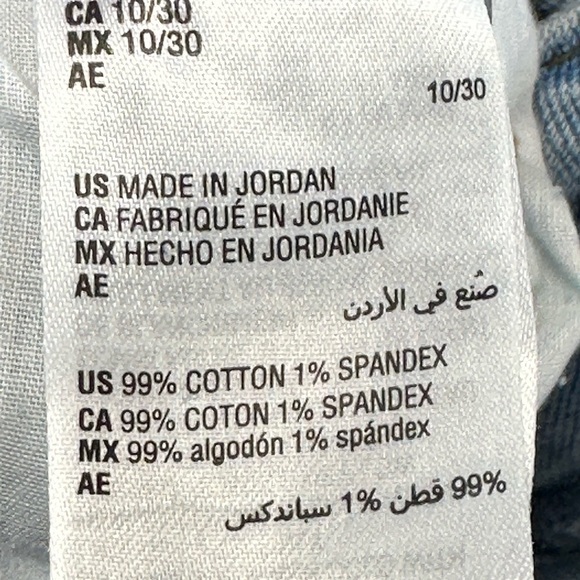 CA 10/30
MX 10/30
AE
10/30
US MADE IN JORDAN
CA FABRIQUÉ EN JORDANIE
MX HECHO EN JORDANIA
AE
صُنع في الأردن
US 99% COTTON 1% SPANDEX
CA 99% COTON 1% SPANDEX
MX 99% algodón 1% spándex
AE
99% قطن 1% سباندكس